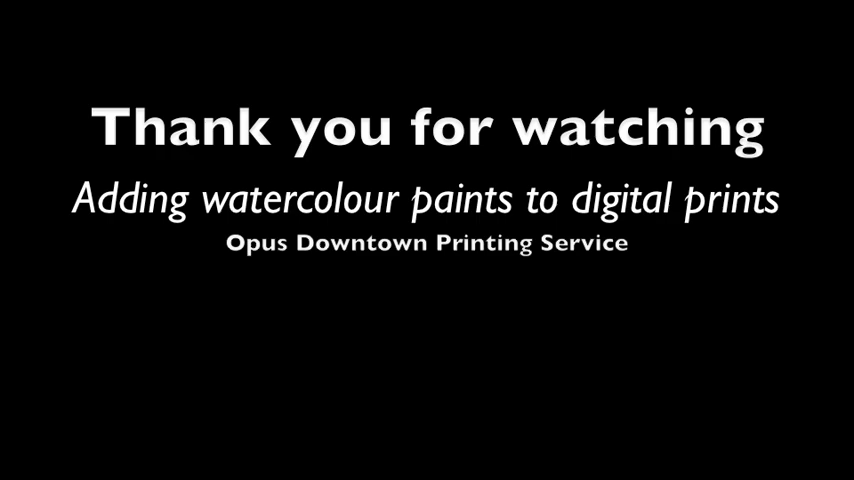 Thank you for watching
Adding watercolour paints to digital prints
Opus Downtown Printing Service